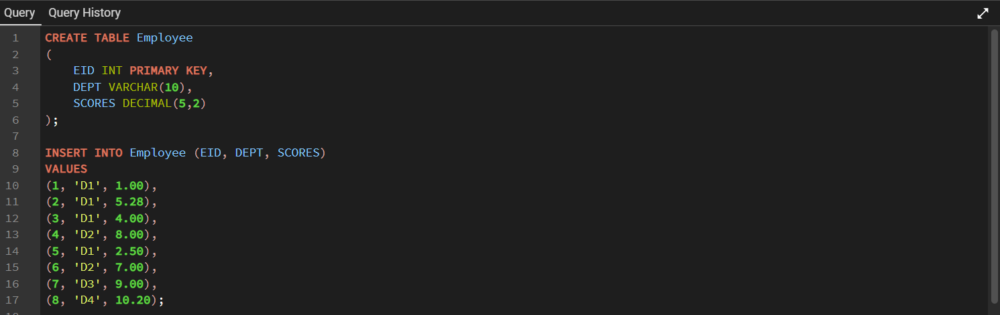 Query Query History
1 CREATE TABLE Employee
2 (
3     EID INT PRIMARY KEY,
4     DEPT VARCHAR(10),
5     SCORES DECIMAL(5,2)
6 );
7
8 INSERT INTO Employee (EID, DEPT, SCORES)
9 VALUES
10 (1, 'D1', 1.00),
11 (2, 'D1', 5.28),
12 (3, 'D1', 4.00),
13 (4, 'D2', 8.00),
14 (5, 'D1', 2.50),
15 (6, 'D2', 7.00),
16 (7, 'D3', 9.00),
17 (8, 'D4', 10.20);